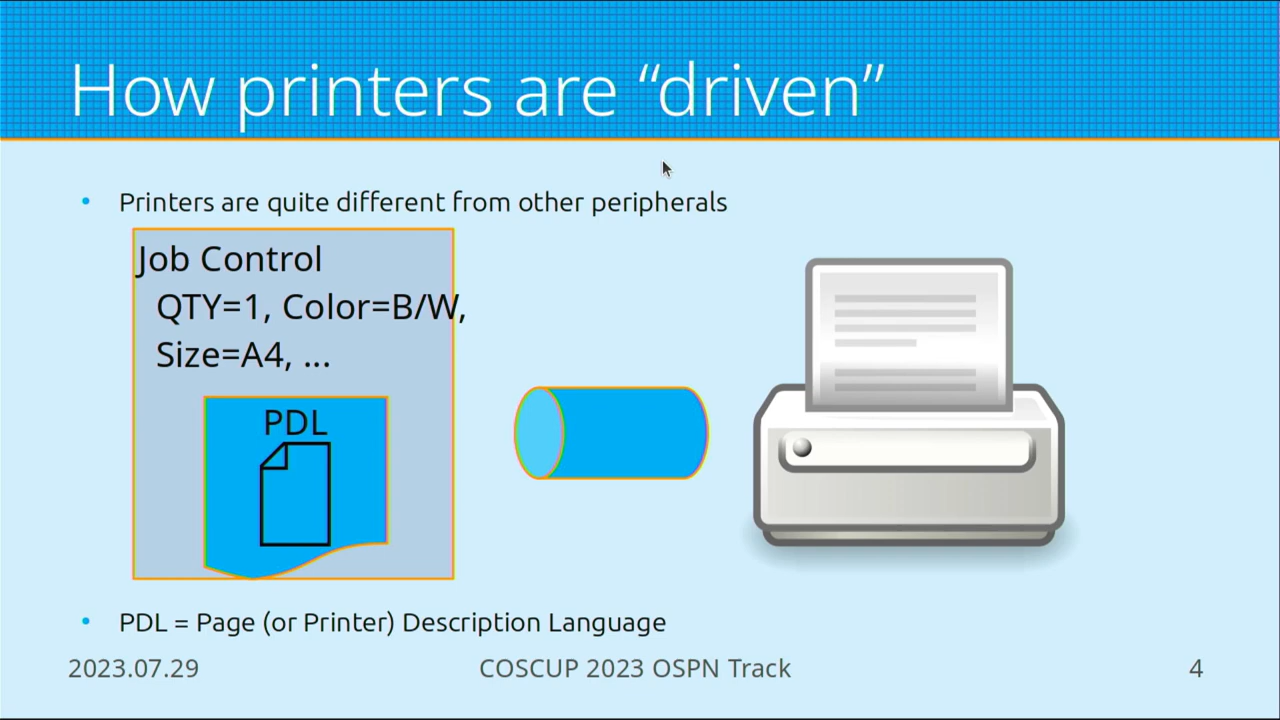 How printers are “driven”
• Printers are quite different from other peripherals
Job Control
QTY=1, Color=B/W,
Size=A4, ...
PDL
• PDL = Page (or Printer) Description Language
2023.07.29
COSCUP 2023 OSPN Track
4